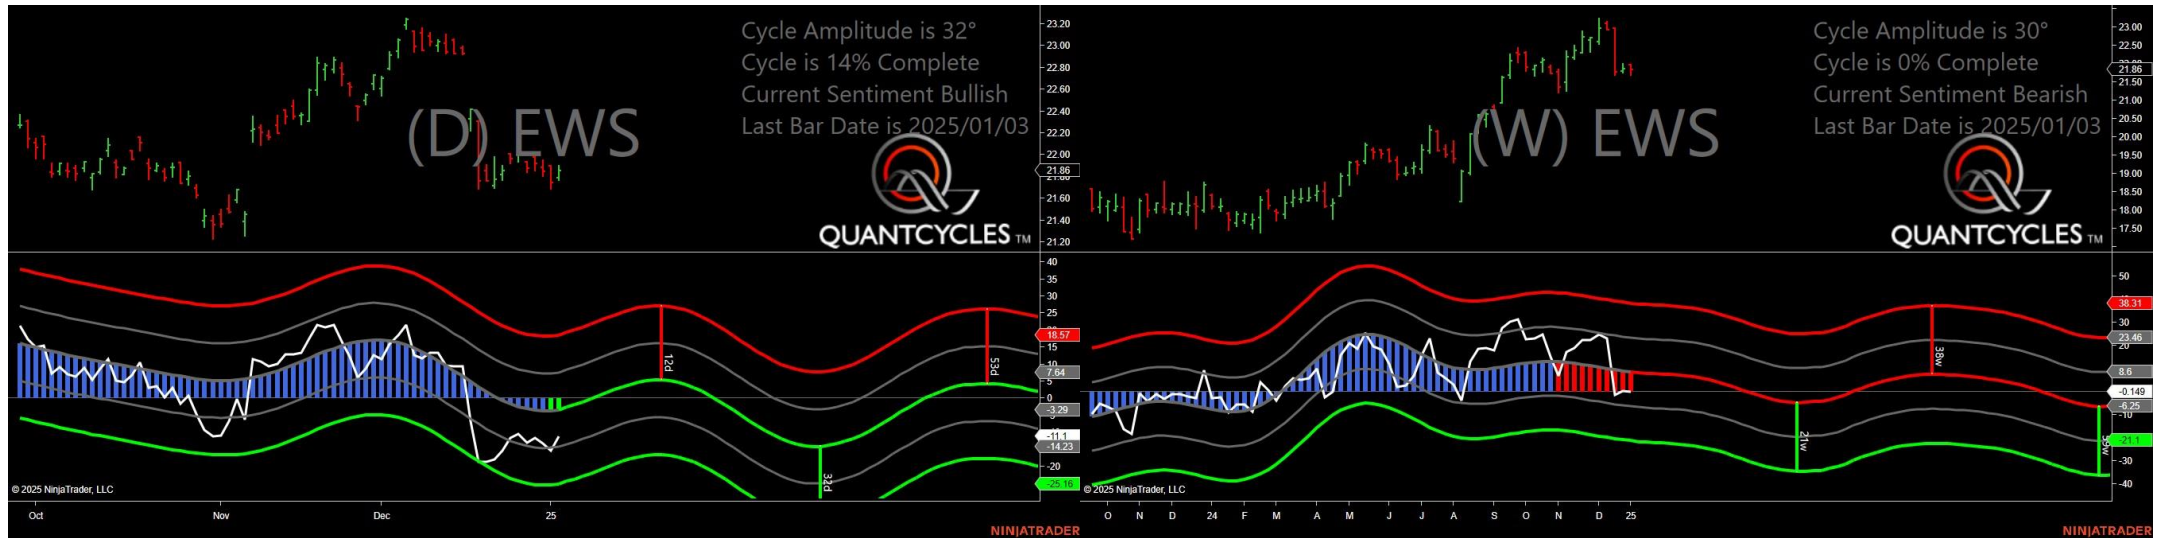 Cycle Amplitude is 32°
Cycle is 14% Complete
Current Sentiment Bullish
Last Bar Date is 2025/01/03
(D) EWS
QUANTCYCLES TM
23.20
23.00
22.80
22.60
22.40
22.20
22.00
21.86
21.60
21.40
21.20
40
35
30
25
18.57
15
10
7.64
5
0
-3.29
-11.1
-14.23
-20
-25.16
12d
32d
53d
© 2025 NinjaTrader, LLC
Oct
Nov
Dec
25
NINJATRADER
Cycle Amplitude is 30°
Cycle is 0% Complete
Current Sentiment Bearish
Last Bar Date is 2025/01/03
(W) EWS
QUANTCYCLES TM
23.00
22.50
21.86
21.50
21.00
20.50
20.00
19.50
19.00
18.50
18.00
17.50
50
38.31
30
23.46
20
8.6
-0.149
-6.25
-10
-21.1
-30
-40
38w
21w
© 2025 NinjaTrader, LLC
O N D 24 F M A M J J A S O N D 25
NINJATRADER